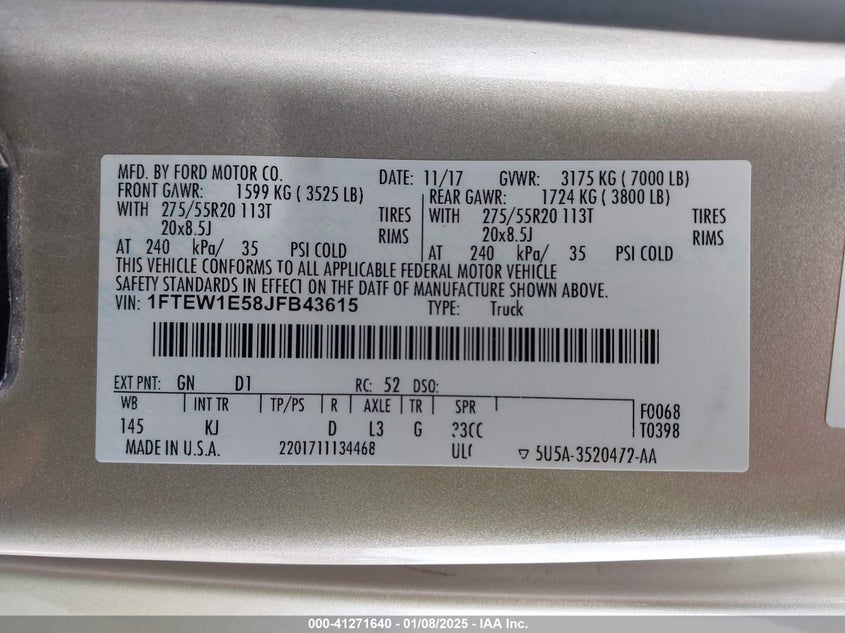 MFD. BY FORD MOTOR CO. DATE: 11/17 GVWR: 3175 KG ( 7000 LB)
FRONT GAWR: 1599 KG ( 3525 LB) REAR GAWR: 1724 KG ( 3800 LB)
WITH 275/55R20 113T TIRES WITH 275/55R20 113T TIRES
20x8.5J RIMS 20x8.5J RIMS
AT 240 kPa/ 35 PSI COLD AT 240 kPa/ 35 PSI COLD
THIS VEHICLE CONFORMS TO ALL APPLICABLE FEDERAL MOTOR VEHICLE
SAFETY STANDARDS IN EFFECT ON THE DATE OF MANUFACTURE SHOWN ABOVE.
VIN: 1FTEW1E58JFB43615 TYPE: Truck
EXT PNT: GN D1 RC: 52 DSO:
WB INT TR TP/PS R AXLE TR SPR F0068
145 KJ D L3 G T0398
MADE IN U.S.A. 2201711134468 5U5A-3520472-AA
000-41271640 | 01/08/2025 - IAA Inc.